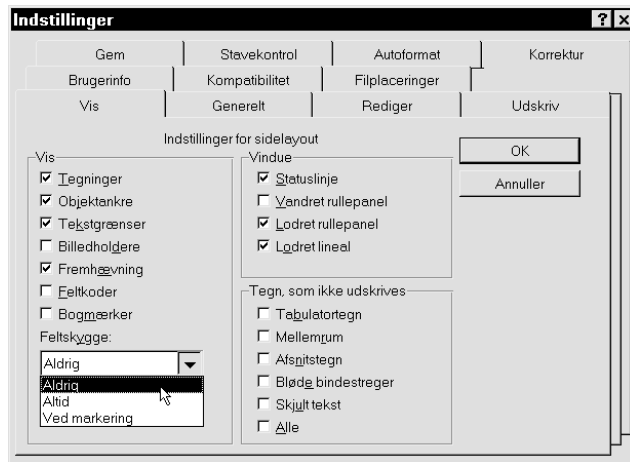 Indstillinger
Gem Stavekontrol Autoformat Korrektur
Brugerinfo Kompatibilitet Filplaceringer
Vis Generelt Rediger Udskriv
Indstillinger for sidelayout
Vis
Tegninger
Objektankre
Tekstgrænser
Billedholdere
Fremhævning
Feltkoder
Bogmærker
Feltskygge:
Aldrig
Aldrig
Altid
Ved markering
Vindue
Statuslinje
Vandret rullepanel
Lodret rullepanel
Lodret lineal
Tegn, som ikke udskrives
Tabulatortegn
Mellemrum
Afsnitstegn
Bløde bindestreger
Skjult tekst
Alle
OK
Annuller